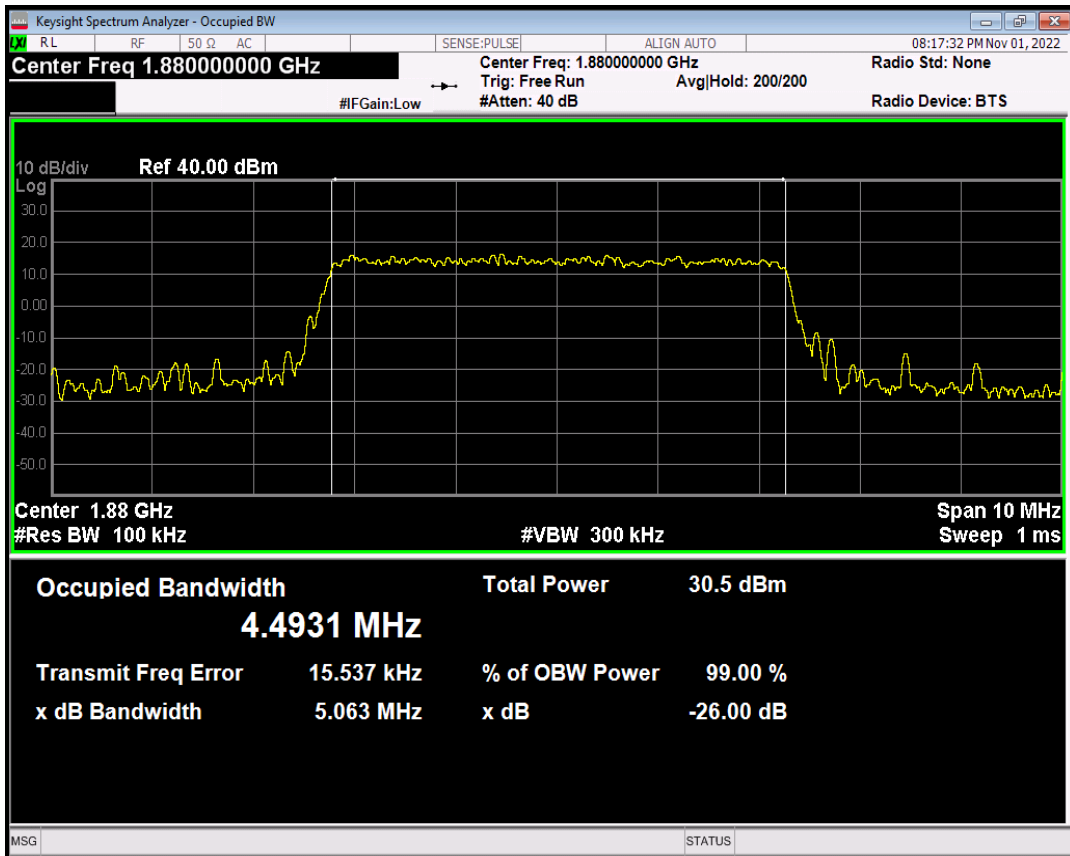 Keysight Spectrum Analyzer - Occupied BW
LXI RL RF 50 Ω AC SENSE:PULSE ALIGN AUTO 08:17:32 PM Nov 01, 2022
Center Freq 1.880000000 GHz Center Freq: 1.880000000 GHz Radio Std: None
Trig: Free Run Avg|Hold: 200/200
#IFGain:Low #Atten: 40 dB Radio Device: BTS
10 dB/div Ref 40.00 dBm
Log
30.0
20.0
10.0
0.00
-10.0
-20.0
-30.0
-40.0
-50.0
Center 1.88 GHz Span 10 MHz
#Res BW 100 kHz #VBW 300 kHz Sweep 1 ms
Occupied Bandwidth Total Power 30.5 dBm
4.4931 MHz
Transmit Freq Error 15.537 kHz % of OBW Power 99.00 %
x dB Bandwidth 5.063 MHz x dB -26.00 dB
MSG STATUS